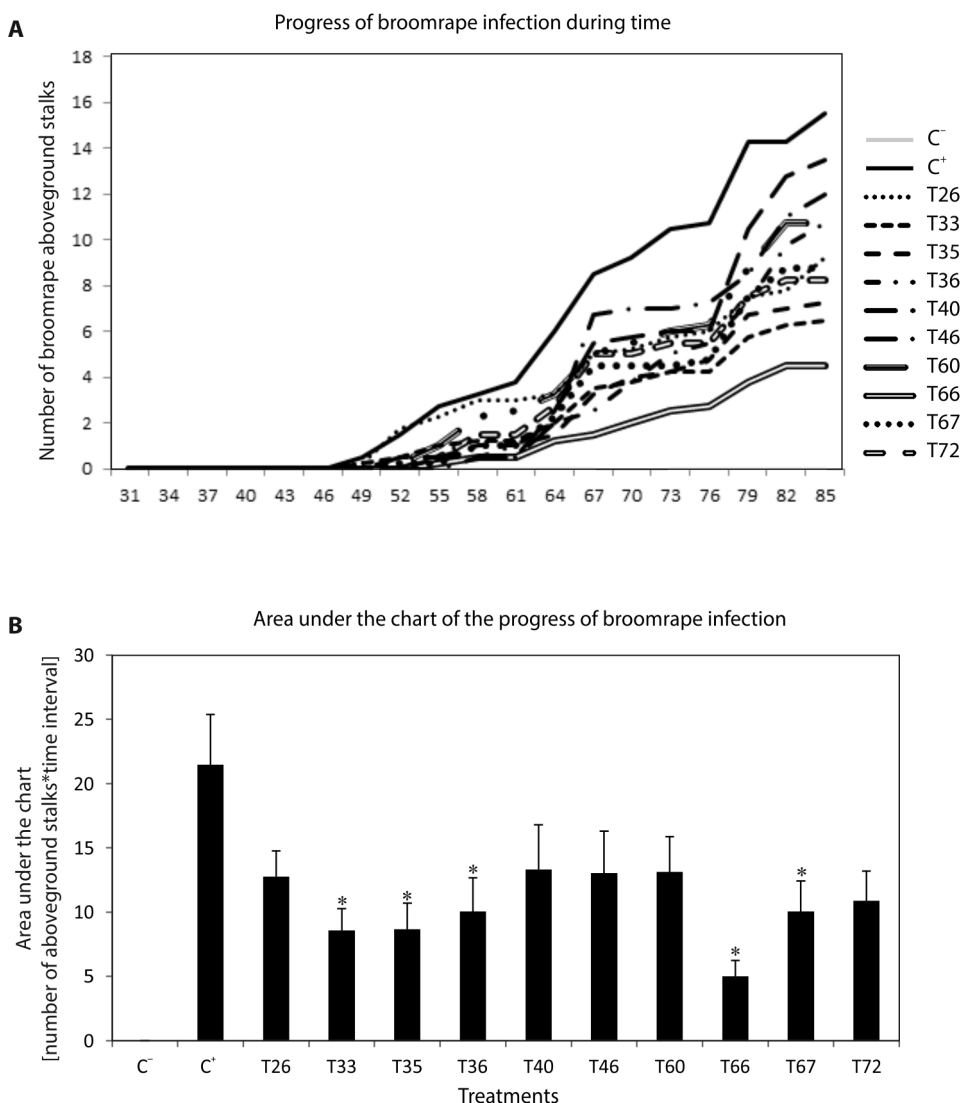 A
Progress of broomrape infection during time
Number of broomrape aboveground stalks
18
16
14
12
10
8
6
4
2
0
31 34 37 40 43 46 49 52 55 58 61 64 67 70 73 76 79 82 85
C⁻
C⁺
T26
T33
T35
T36
T40
T46
T60
T66
T67
T72
B
Area under the chart of the progress of broomrape infection
Area under the chart
[number of aboveground stalks*time interval]
30
25
20
15
10
5
0
* * * * *
C⁻ C⁺ T26 T33 T35 T36 T40 T46 T60 T66 T67 T72
Treatments